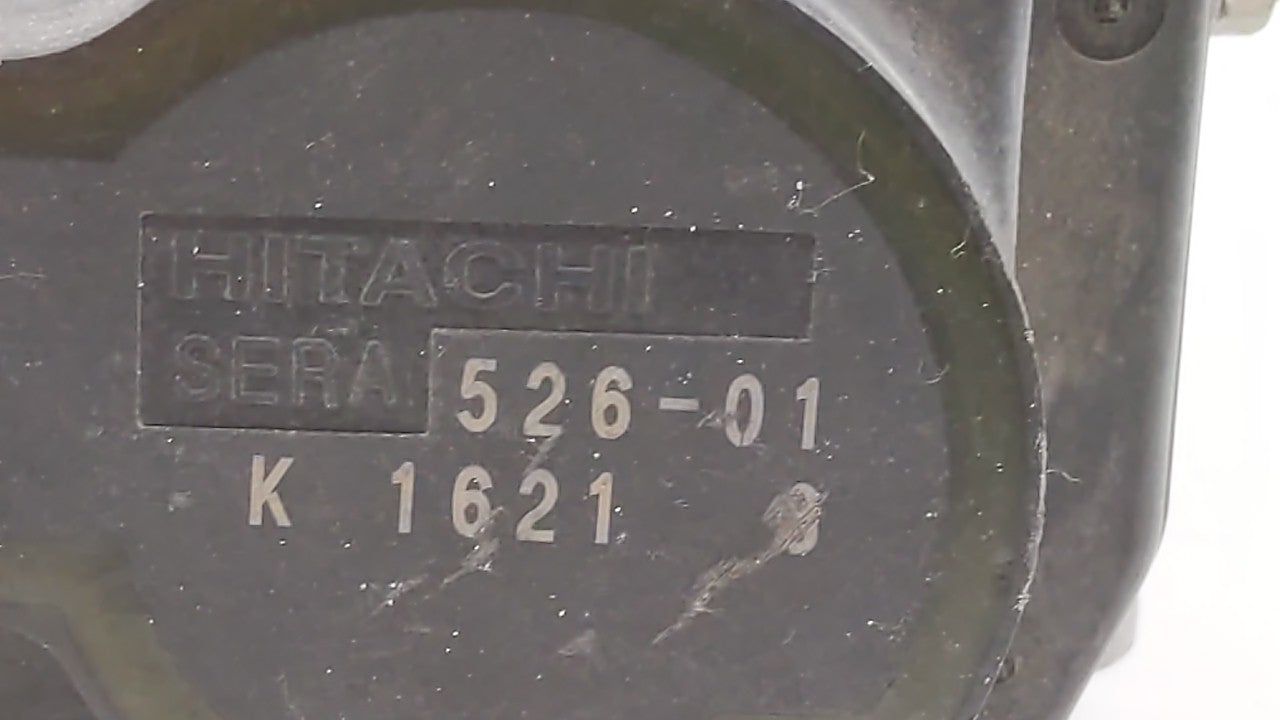 HITACHI
SERA 526-01
K 1621